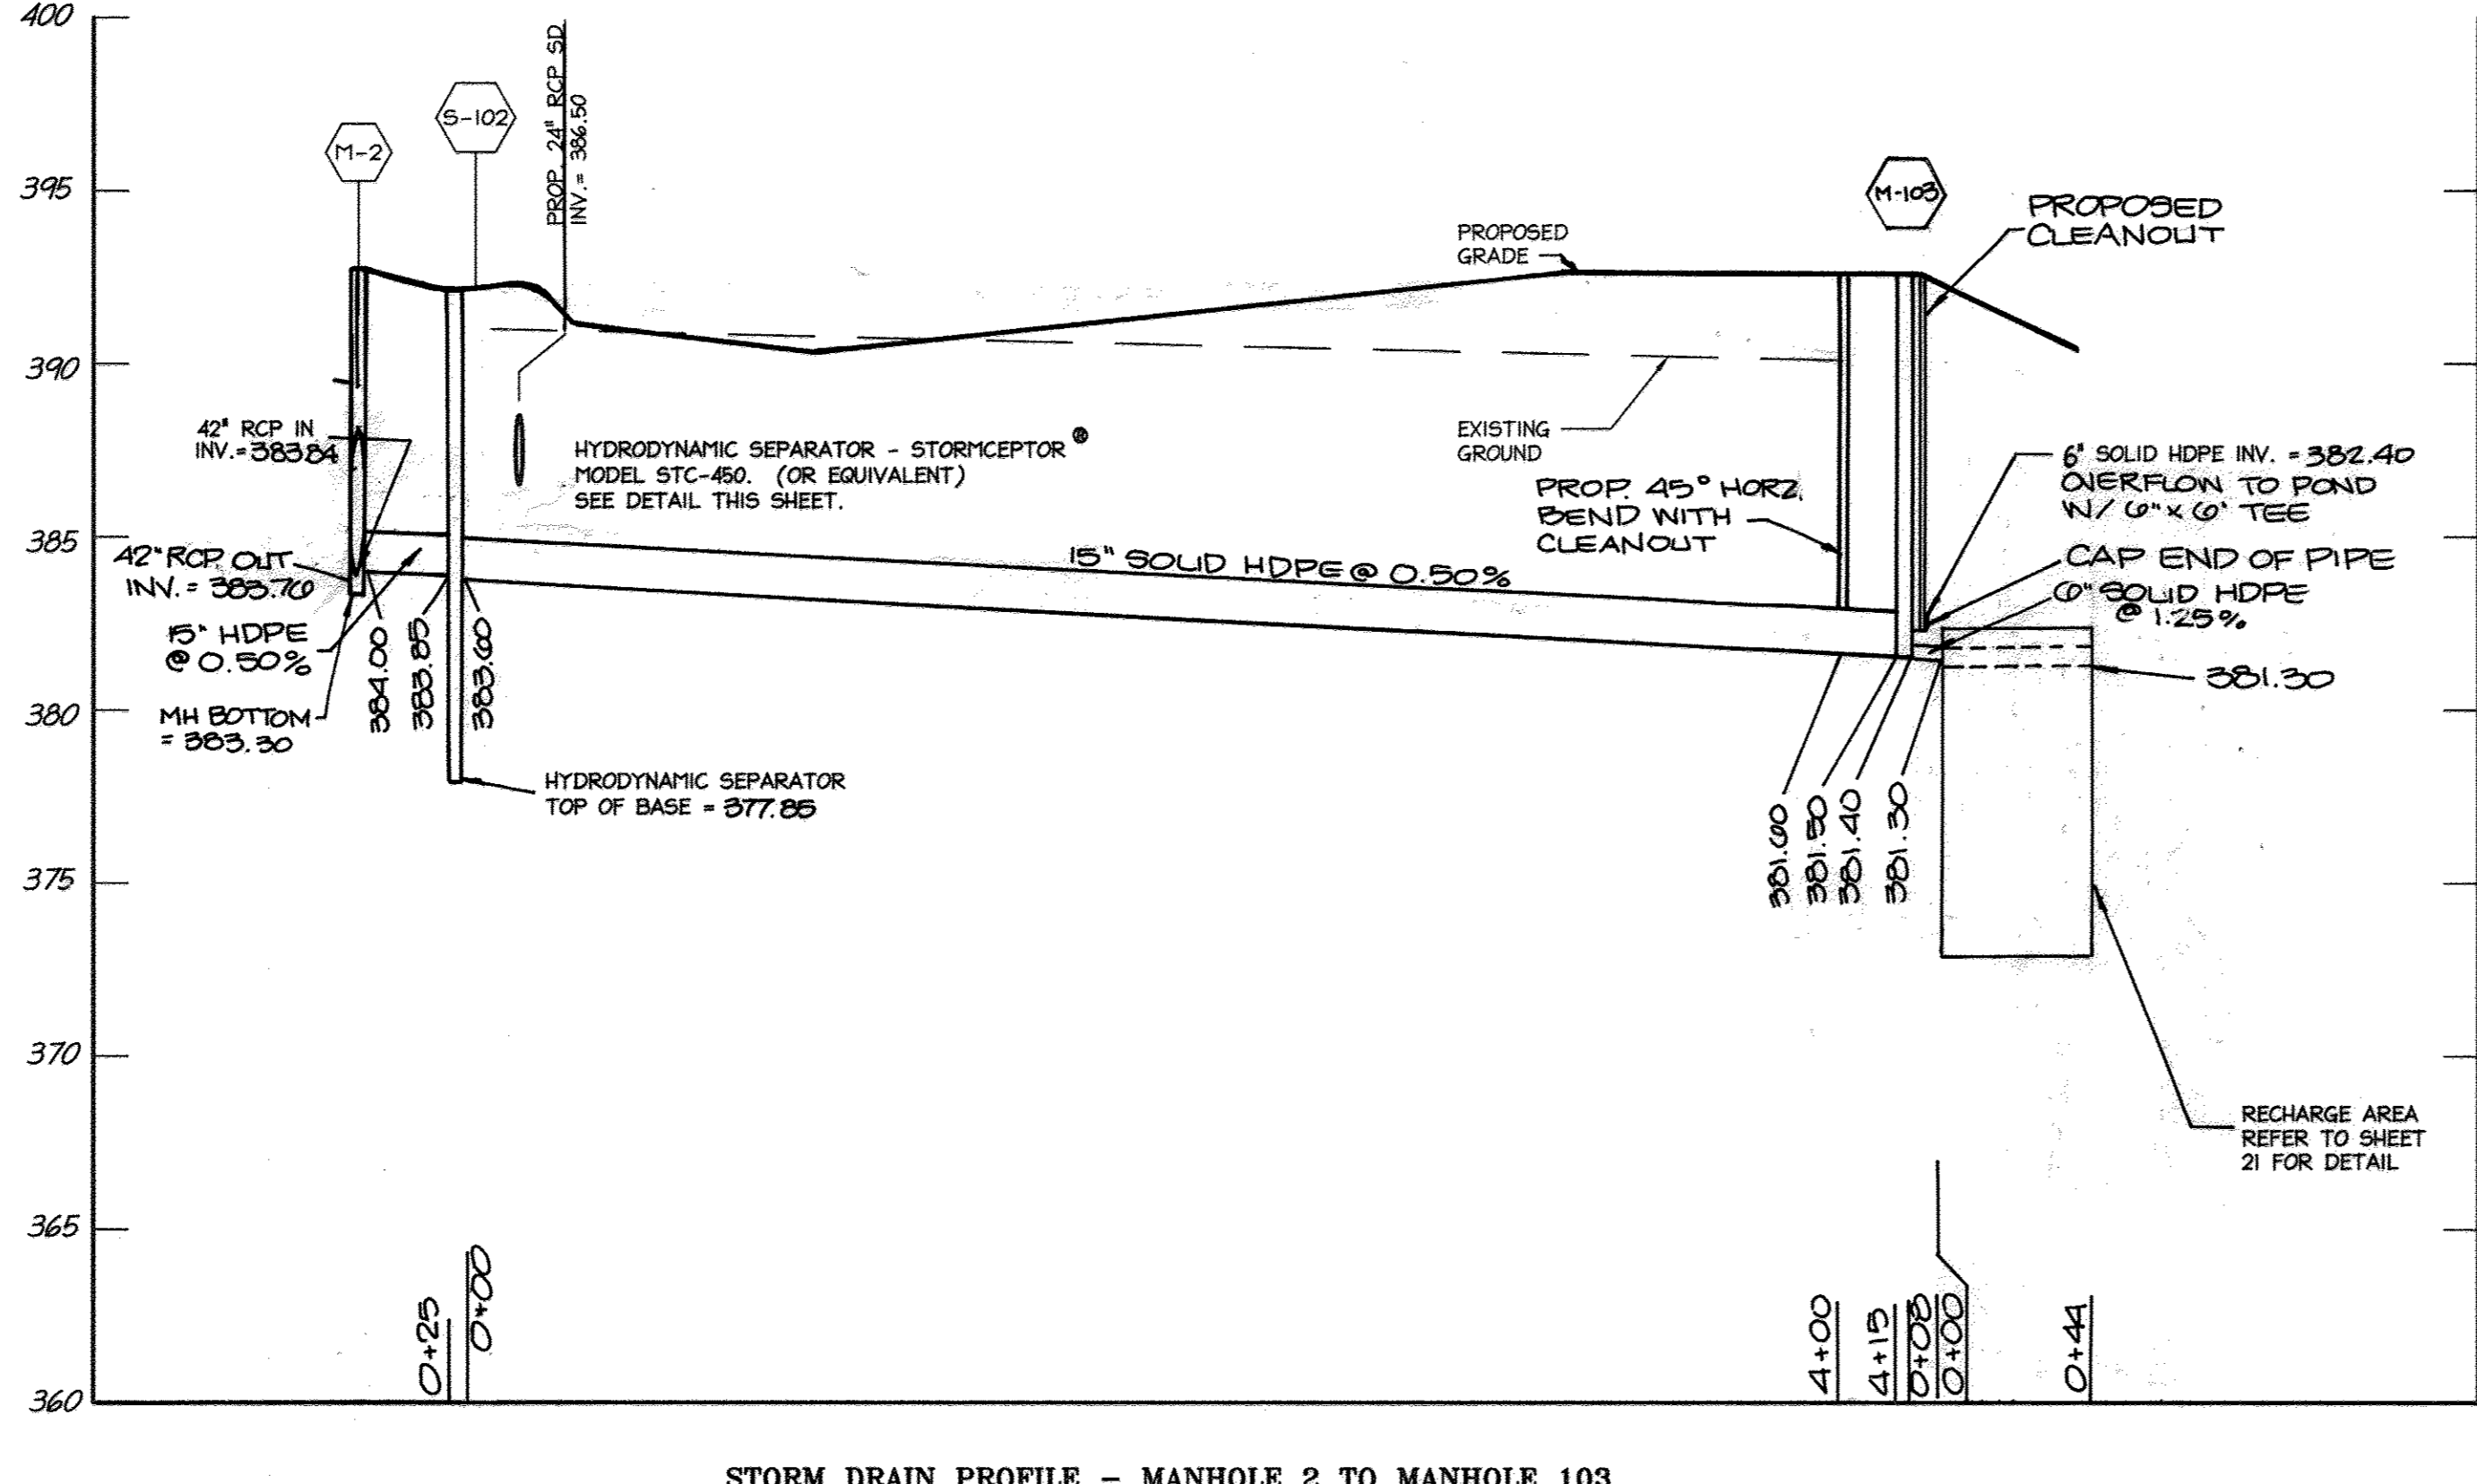 400
395
390
385
380
375
370
365
360
M-2
S-102
PROP. 24" RCP SD
INV.= 386.50
M-103
PROPOSED
CLEANOUT
PROPOSED
GRADE
EXISTING
GROUND
42" RCP IN
INV.= 383.84
42" RCP OUT
INV. = 383.76
15" HDPE
@ 0.50%
MH BOTTOM
= 383.30
384.00
383.85
383.60
HYDRODYNAMIC SEPARATOR - STORMCEPTOR ®
MODEL STC-450. (OR EQUIVALENT)
SEE DETAIL THIS SHEET.
15" SOLID HDPE @ 0.50%
PROP. 45° HORZ.
BEND WITH
CLEANOUT
6" SOLID HDPE INV. = 382.40
OVERFLOW TO POND
W/ 6" x 6" TEE
CAP END OF PIPE
6" SOLID HDPE
@ 1.25%
381.30
HYDRODYNAMIC SEPARATOR
TOP OF BASE = 377.85
381.60
381.50
381.40
381.30
RECHARGE AREA
REFER TO SHEET
21 FOR DETAIL
0+25
0+00
4+00
4+15
0+08
0+00
0+44
STORM DRAIN PROFILE - MANHOLE 2 TO MANHOLE 103